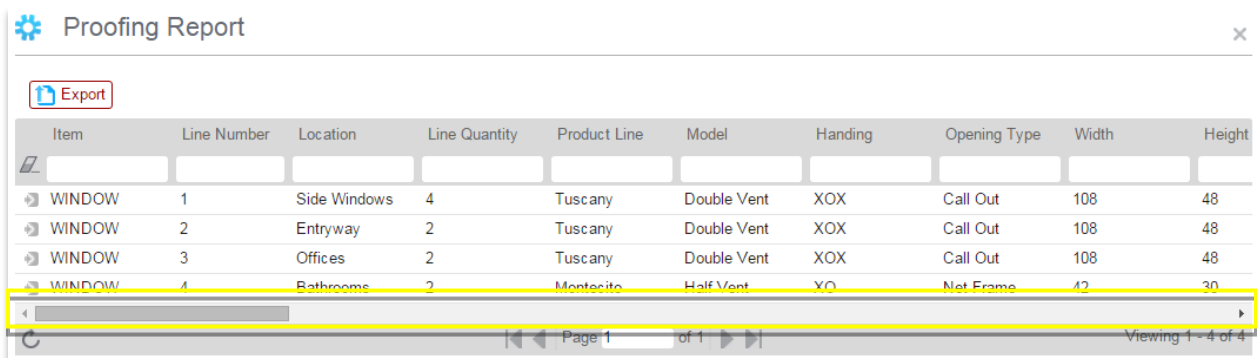 Proofing Report
Export
Item Line Number Location Line Quantity Product Line Model Handing Opening Type Width Height
WINDOW 1 Side Windows 4 Tuscany Double Vent XOX Call Out 108 48
WINDOW 2 Entryway 2 Tuscany Double Vent XOX Call Out 108 48
WINDOW 3 Offices 2 Tuscany Double Vent XOX Call Out 108 48
WINDOW 4 Bathrooms 2 Montecito Half Vent XO Net Frame 42 30
Page 1 of 1 Viewing 1 - 4 of 4